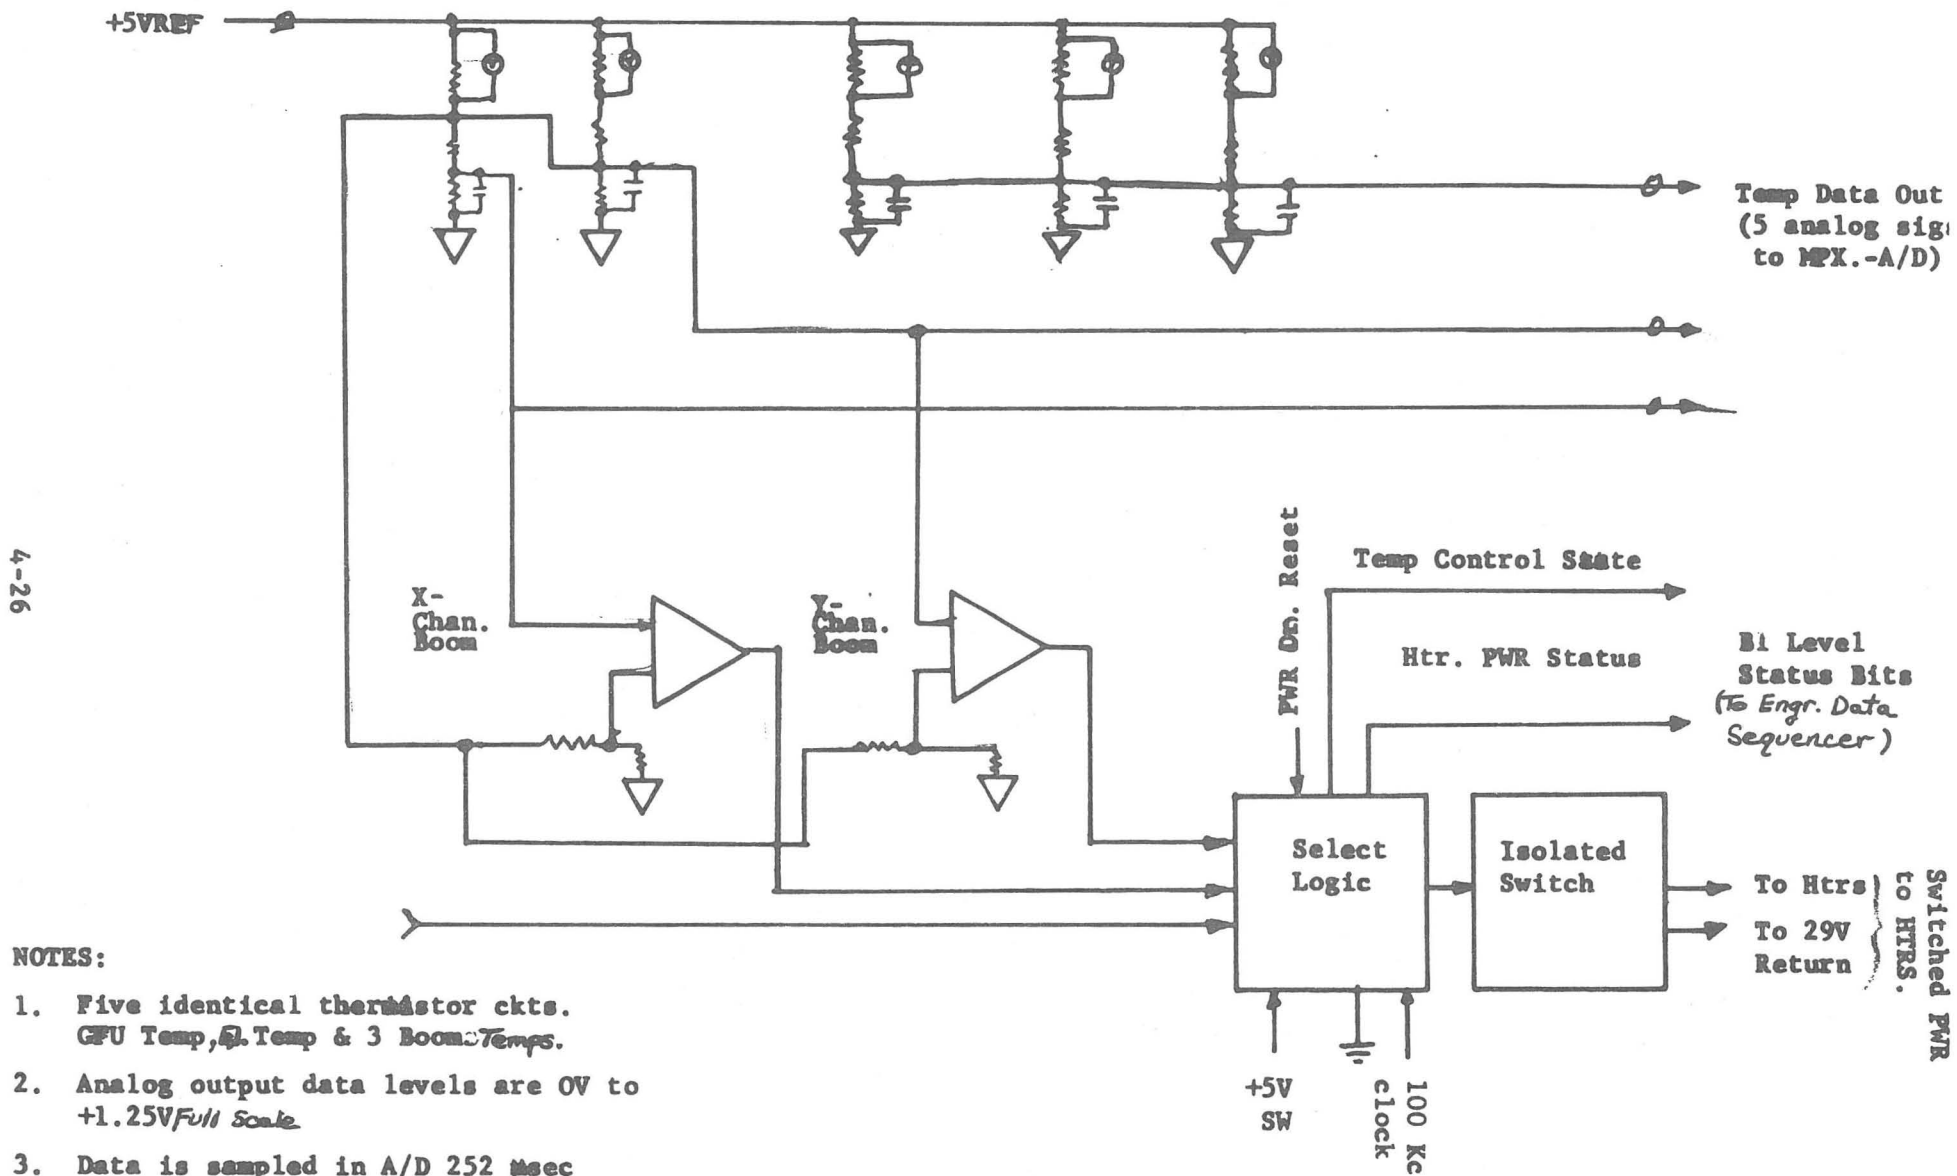 +5VREF
Temp Data Out
(5 analog sig
to MPX.-A/D)
4-26
X-
Chan.
Boom
Y-
Chan.
Boom
PWR Dn. Reset
Temp Control State
Htr. PWR Status
Bi Level
Status Bits
(To Engr. Data
Sequencer)
Select
Logic
Isolated
Switch
To Htrs
To 29V
Return
Switched PWR
to HTRS.
+5V
SW
100 Kc
clock
NOTES:
1. Five identical thermistor ckts.
Temp, El. Temp & 3 Boom Temps.
2. Analog output data levels are 0V to
+1.25V Full Scale
3. Data is sampled in A/D 252 msec